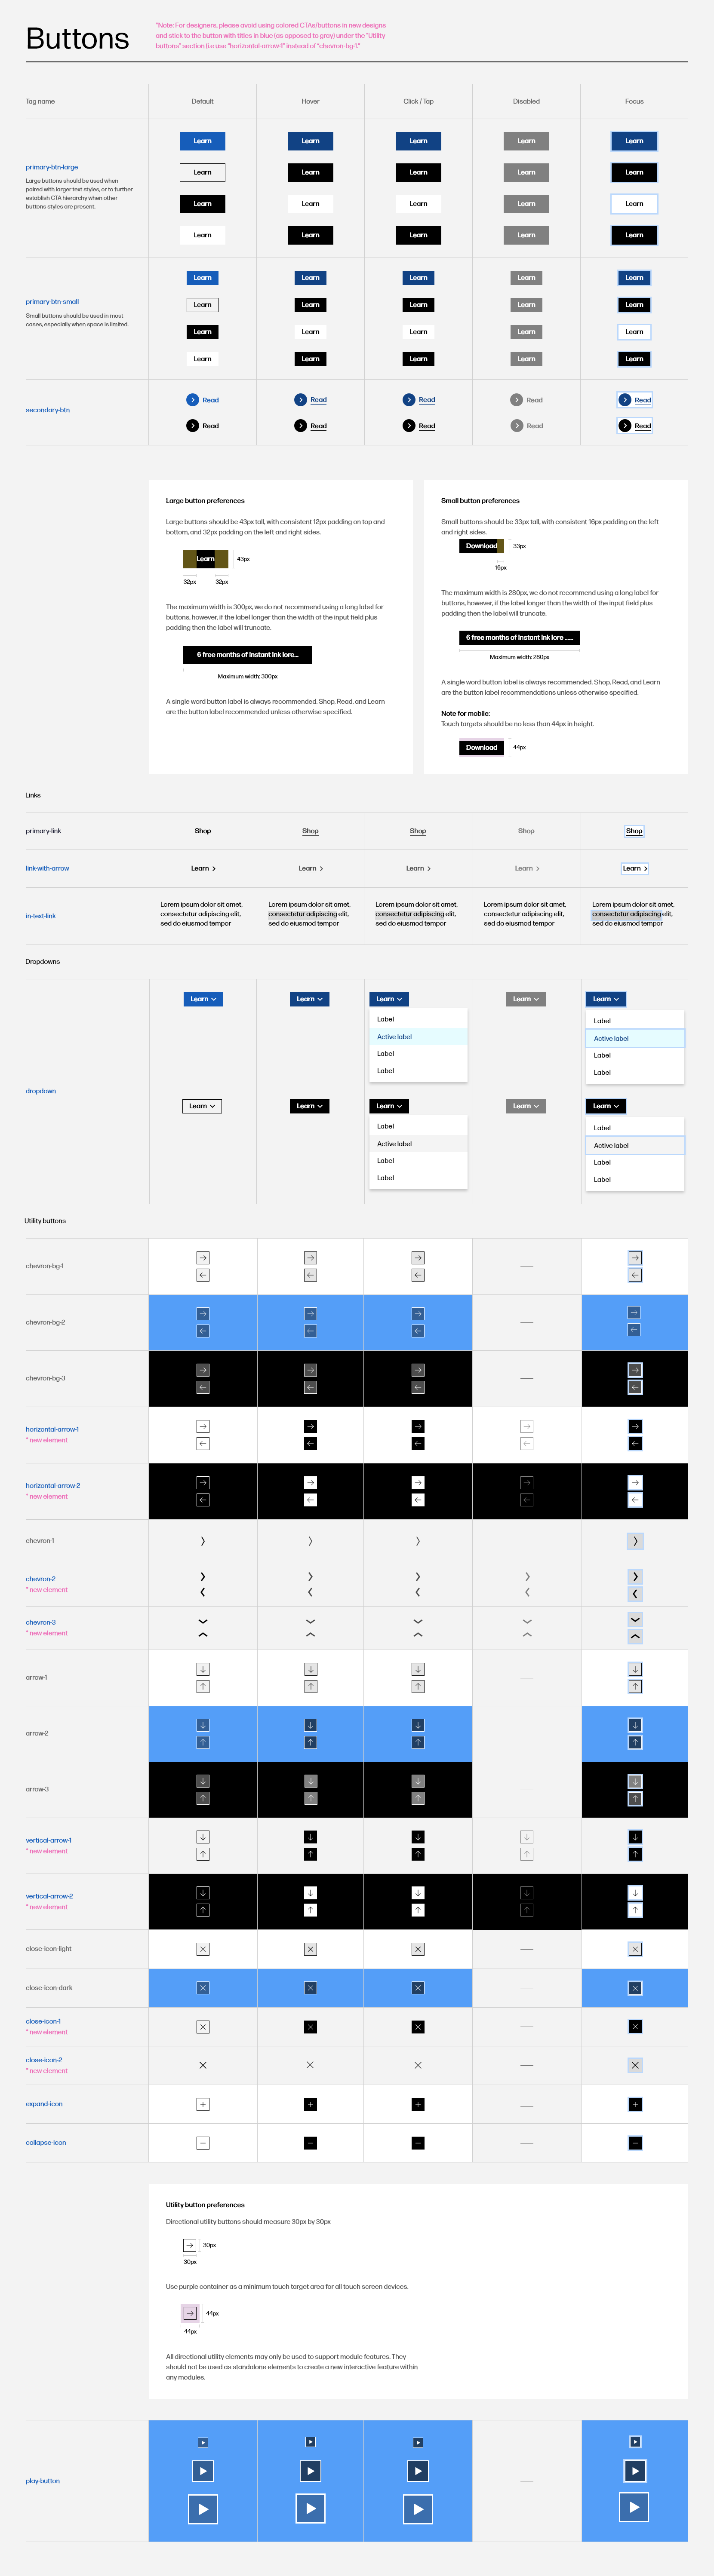 Buttons
*Note: For designers, please avoid using colored CTAs/buttons in new designs
and stick to the button with titles in blue (as opposed to gray) under the "Utility
buttons" section (i.e use "horizontal-arrow-1" instead of "chevron-bg-1."
Tag name Default Hover Click / Tap Disabled Focus
Learn Learn Learn Learn Learn
primary-btn-large
Large buttons should be used when
paired with larger text styles, or to further
establish CTA hierarchy when other
buttons styles are present.
Learn Learn Learn Learn Learn
Learn Learn Learn Learn Learn
Learn Learn Learn Learn Learn
Learn Learn Learn Learn Learn
primary-btn-small
Small buttons should be used in most
cases, especially when space is limited.
Learn Learn Learn Learn Learn
Learn Learn Learn Learn Learn
Learn Learn Learn Learn Learn
secondary-btn
Read Read Read Read Read
Read Read Read Read Read
Large button preferences
Large buttons should be 43px tall, with consistent 12px padding on top and
bottom, and 32px padding on the left and right sides.
Learn
43px
32px 32px
The maximum width is 300px, we do not recommend using a long label for
buttons, however, if the label longer than the width of the input field plus
padding then the label will truncate.
6 free months of Instant Ink lore...
Maximum width: 300px
A single word button label is always recommended. Shop, Read, and Learn
are the button label recommended unless otherwise specified.
Small button preferences
Small buttons should be 33px tall, with consistent 16px padding on the left
and right sides.
Download
33px
16px
The maximum width is 280px, we do not recommend using a long label for
buttons, however, if the label longer than the width of the input field plus
padding then the label will truncate.
6 free months of Instant Ink lore ......
Maximum width: 280px
A single word button label is always recommended. Shop, Read, and Learn
are the button label recommendations unless otherwise specified.
Note for mobile:
Touch targets should be no less than 44px in height.
Download
44px
Links
primary-link Shop Shop Shop Shop Shop
link-with-arrow Learn Learn Learn Learn Learn
in-text-link
Lorem ipsum dolor sit amet,
consectetur adipiscing elit,
sed do eiusmod tempor
Lorem ipsum dolor sit amet,
consectetur adipiscing elit,
sed do eiusmod tempor
Lorem ipsum dolor sit amet,
consectetur adipiscing elit,
sed do eiusmod tempor
Lorem ipsum dolor sit amet,
consectetur adipiscing elit,
sed do eiusmod tempor
Lorem ipsum dolor sit amet,
consectetur adipiscing elit,
sed do eiusmod tempor
Dropdowns
dropdown
Learn Learn Learn Learn Learn
Label Label
Active label Active label
Label Label
Label Label
Learn Learn Learn Learn Learn
Label Label
Active label Active label
Label Label
Label Label
Utility buttons
chevron-bg-1
chevron-bg-2
chevron-bg-3
horizontal-arrow-1
* new element
horizontal-arrow-2
* new element
chevron-1
chevron-2
* new element
chevron-3
* new element
arrow-1
arrow-2
arrow-3
vertical-arrow-1
* new element
vertical-arrow-2
* new element
close-icon-light
close-icon-dark
close-icon-1
* new element
close-icon-2
* new element
expand-icon
collapse-icon
Utility button preferences
Directional utility buttons should measure 30px by 30px
30px
30px
Use purple container as a minimum touch target area for all touch screen devices.
44px
44px
All directional utility elements may only be used to support module features. They
should not be used as standalone elements to create a new interactive feature within
any modules.
play-button